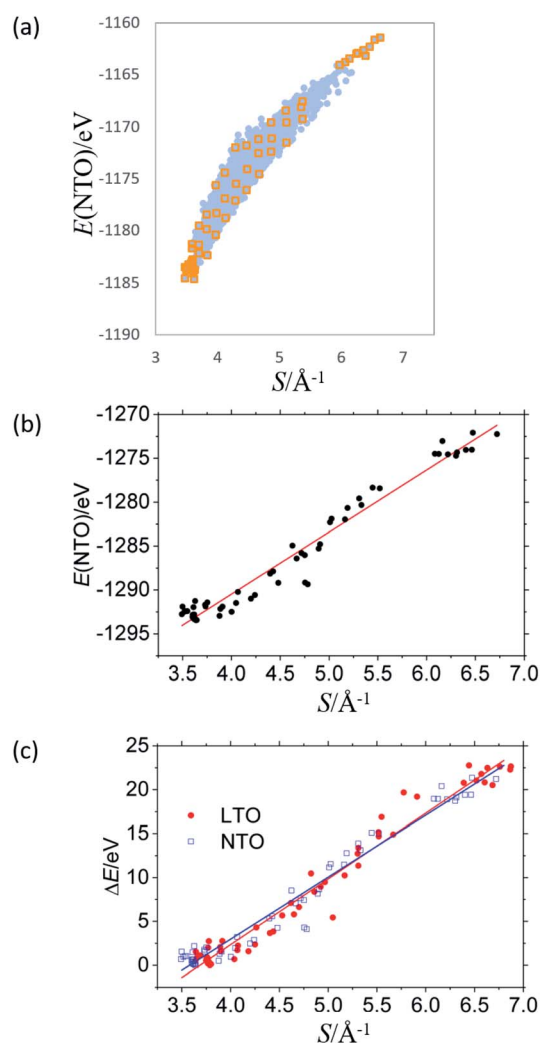 (a)
-1160
-1165
-1170
-1175
-1180
-1185
-1190
E(NTO)/eV
3 4 5 6 7
S/Å⁻¹
(b)
-1270
-1275
-1280
-1285
-1290
-1295
E(NTO)/eV
3.5 4.0 4.5 5.0 5.5 6.0 6.5 7.0
S/Å⁻¹
(c)
25
20
15
10
5
0
ΔE/eV
LTO
NTO
3.5 4.0 4.5 5.0 5.5 6.0 6.5 7.0
S/Å⁻¹